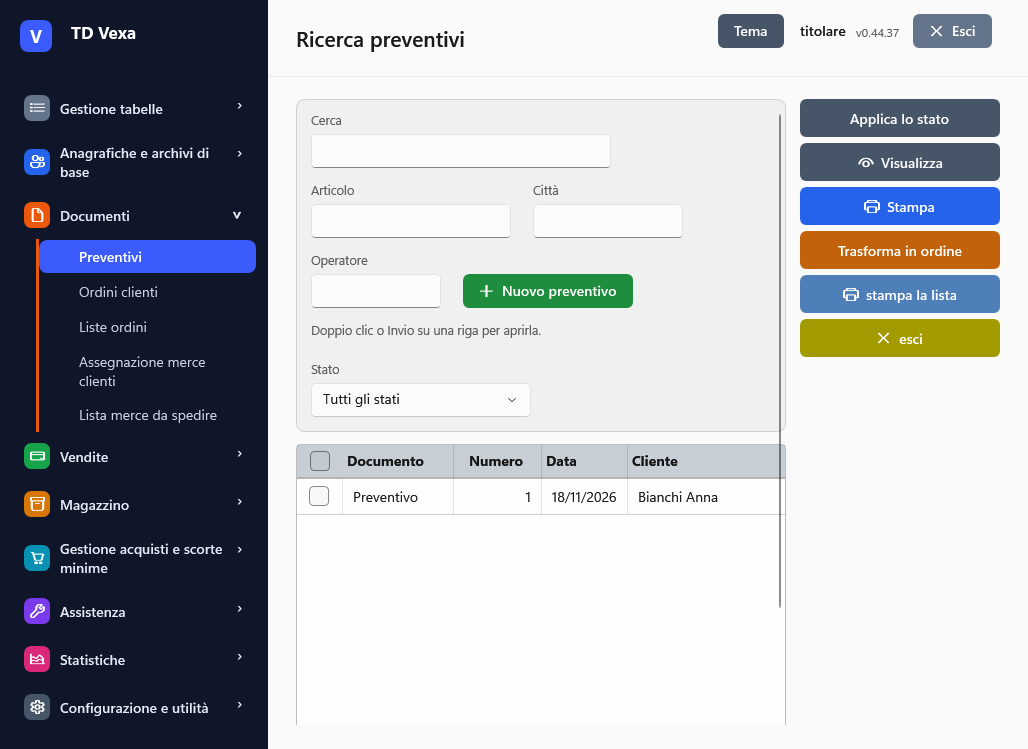 V
TD Vexa
Gestione tabelle
Anagrafiche e archivi di
base
Documenti
Preventivi
Ordini clienti
Liste ordini
Assegnazione merce
clienti
Lista merce da spedire
Vendite
Magazzino
Gestione acquisti e scorte
minime
Assistenza
Statistiche
Configurazione e utilità
Ricerca preventivi
Tema
titolare
v0.44.37
Esci
Cerca
Articolo
Città
Operatore
Nuovo preventivo
Doppio clic o Invio su una riga per aprirla.
Stato
Tutti gli stati
Documento Numero Data Cliente
Preventivo 1 18/11/2026 Bianchi Anna
Applica lo stato
Visualizza
Stampa
Trasforma in ordine
stampa la lista
esci